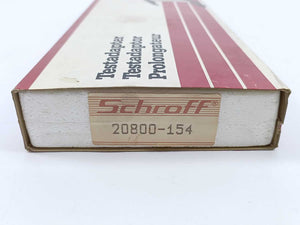 Testadapter
Testadaptor
Prolongateur
Schroff®
20800-154